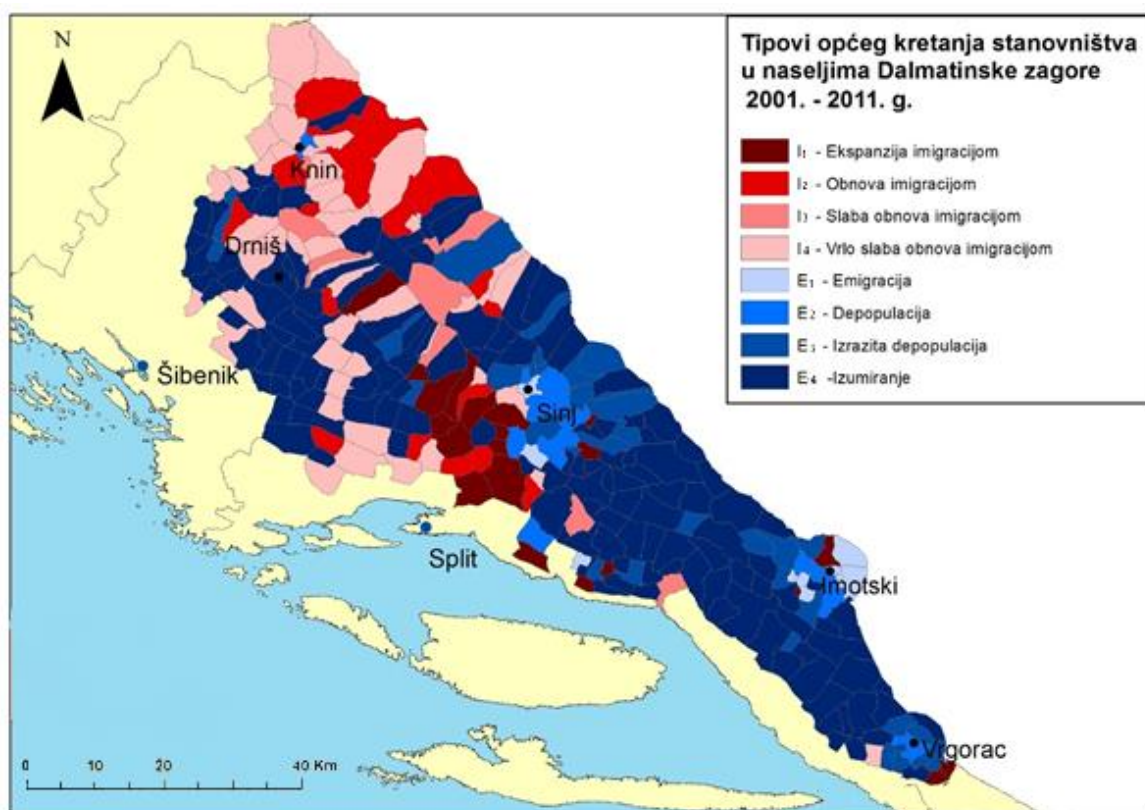 Tipovi općeg kretanja stanovništva
u naseljima Dalmatinske zagore
2001. - 2011. g.
I₁ - Ekspanzija imigracijom
I₂ - Obnova imigracijom
I₃ - Slaba obnova imigracijom
I₄ - Vrlo slaba obnova imigracijom
E₁ - Emigracija
E₂ - Depopulacija
E₃ - Izrazita depopulacija
E₄ -Izumiranje
N
Knin
Drniš
Šibenik
Sinj
Split
Imotski
Vrgorac
0 10 20 40 Km